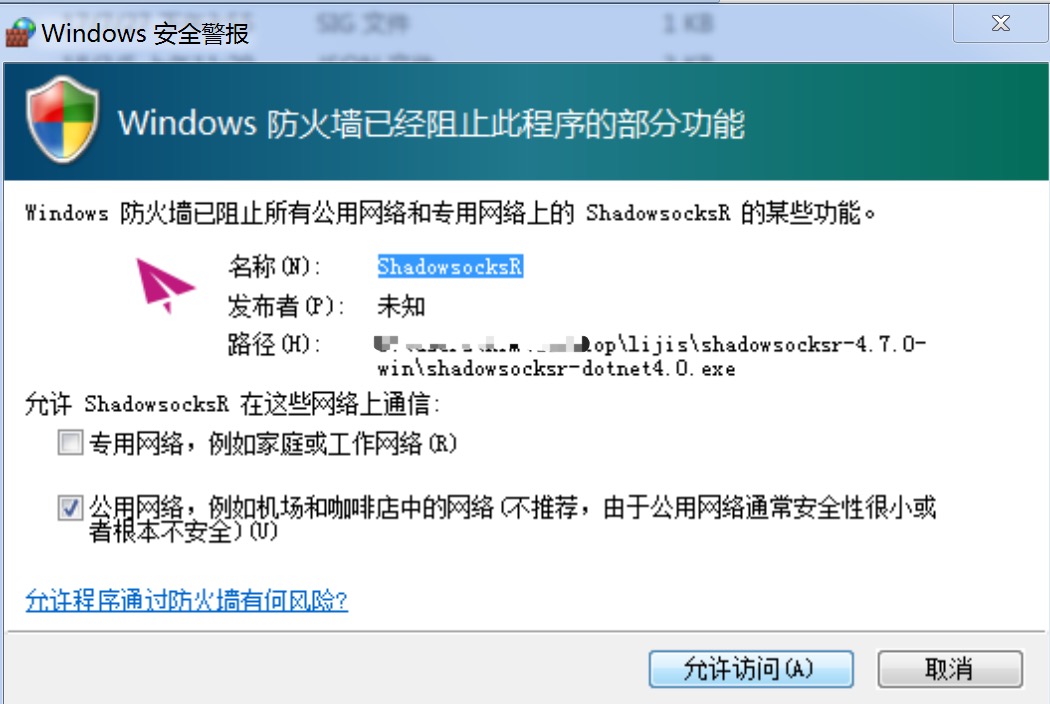 Windows 安全警报
Windows 防火墙已经阻止此程序的部分功能
Windows 防火墙已阻止所有公用网络和专用网络上的 ShadowsocksR 的某些功能。
名称(N): ShadowsocksR
发布者(P): 未知
路径(H): op\lijis\shadowsocksr-4.7.0-
win\shadowsocksr-dotnet4.0.exe
允许 ShadowsocksR 在这些网络上通信:
专用网络，例如家庭或工作网络(R)
公用网络，例如机场和咖啡店中的网络(不推荐，由于公用网络通常安全性很小或
者根本不安全)(U)
允许程序通过防火墙有何风险?
允许访问(A) 取消